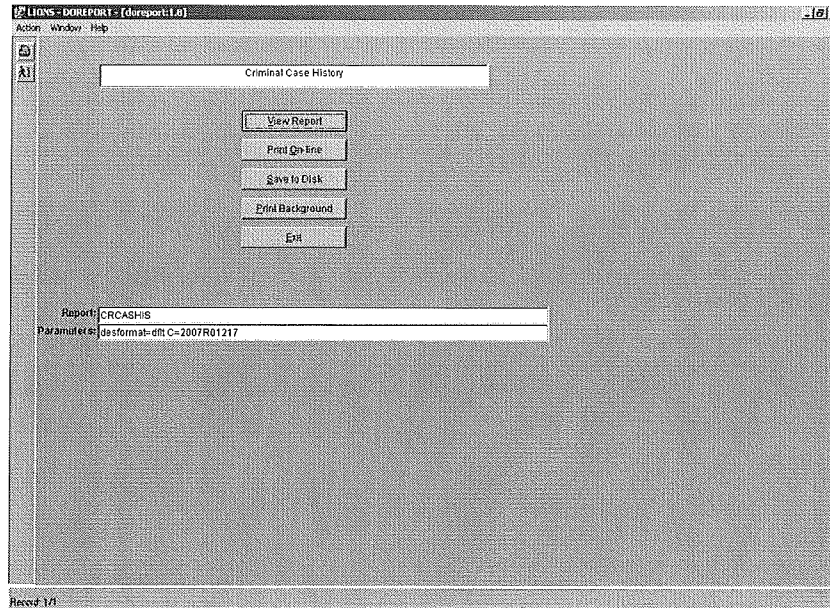 LIONS - DOREPORT - [doreport:1.8]
Action Window Help
Criminal Case History
View Report
Print On-line
Save to Disk
Print Background
Exit
Report: CRCASHIS
Parameters: desformat=dflt C=2007R01217
Record: 1/1